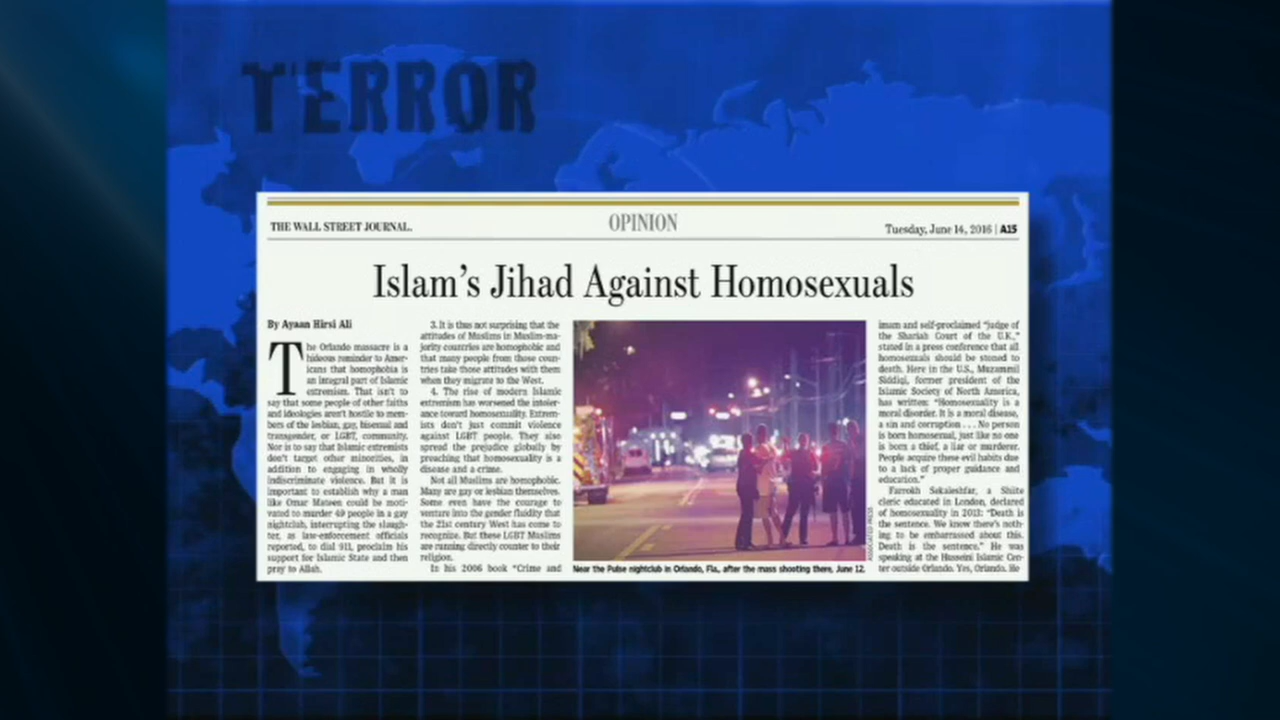 TERROR
THE WALL STREET JOURNAL.
OPINION
Tuesday, June 14, 2016 | A15
Islam's Jihad Against Homosexuals
By Ayaan Hirsi Ali
The Orlando massacre is a
hideous reminder to Amer-
icans that homophobia is
an integral part of Islamic
extremism. That isn't to
say that some people of other faiths
and ideologies aren't hostile to mem-
bers of the lesbian, gay, bisexual and
transgender, or LGBT, community.
Nor is to say that Islamic extremists
don't target other minorities, in
addition to engaging in wholly
indiscriminate violence. But it is
important to establish why a man
like Omar Mateen could be moti-
vated to murder 49 people in a gay
nightclub, interrupting the slaugh-
ter, as law-enforcement officials
reported, to dial 911, proclaim his
support for Islamic State and then
pray to Allah.
3. It is thus not surprising that the
attitudes of Muslims in Muslim-ma-
jority countries are homophobic and
that many people from those coun-
tries take those attitudes with them
when they migrate to the West.
4. The rise of modern Islamic
extremism has worsened the intoler-
ance toward homosexuality. Extrem-
ists don't just commit violence
against LGBT people. They also
spread the prejudice globally by
preaching that homosexuality is a
disease and a crime.
Not all Muslims are homophobic.
Many are gay or lesbian themselves.
Some even have the courage to
venture into the gender fluidity that
the 21st century West has come to
recognize. But these LGBT Muslims
are running directly counter to their
religion.
In his 2006 book "Crime and
ASSOCIATED PRESS
Near the Pulse nightclub in Orlando, Fla., after the mass shooting there, June 12.
imam and self-proclaimed "judge of
the Shariah Court of the U.K.,"
stated in a press conference that all
homosexuals should be stoned to
death. Here in the U.S., Muzammil
Siddiqi, former president of the
Islamic Society of North America,
has written: "Homosexuality is a
moral disorder. It is a moral disease,
a sin and corruption . . . No person
is born homosexual, just like no one
is born a thief, a liar or murderer.
People acquire these evil habits due
to a lack of proper guidance and
education."
Farrokh Sekaleshfar, a Shiite
cleric educated in London, declared
of homosexuality in 2013: "Death is
the sentence. We know there's noth-
ing to be embarrassed about this.
Death is the sentence." He was
speaking at the Husseini Islamic Cen-
ter outside Orlando. Yes, Orlando. He